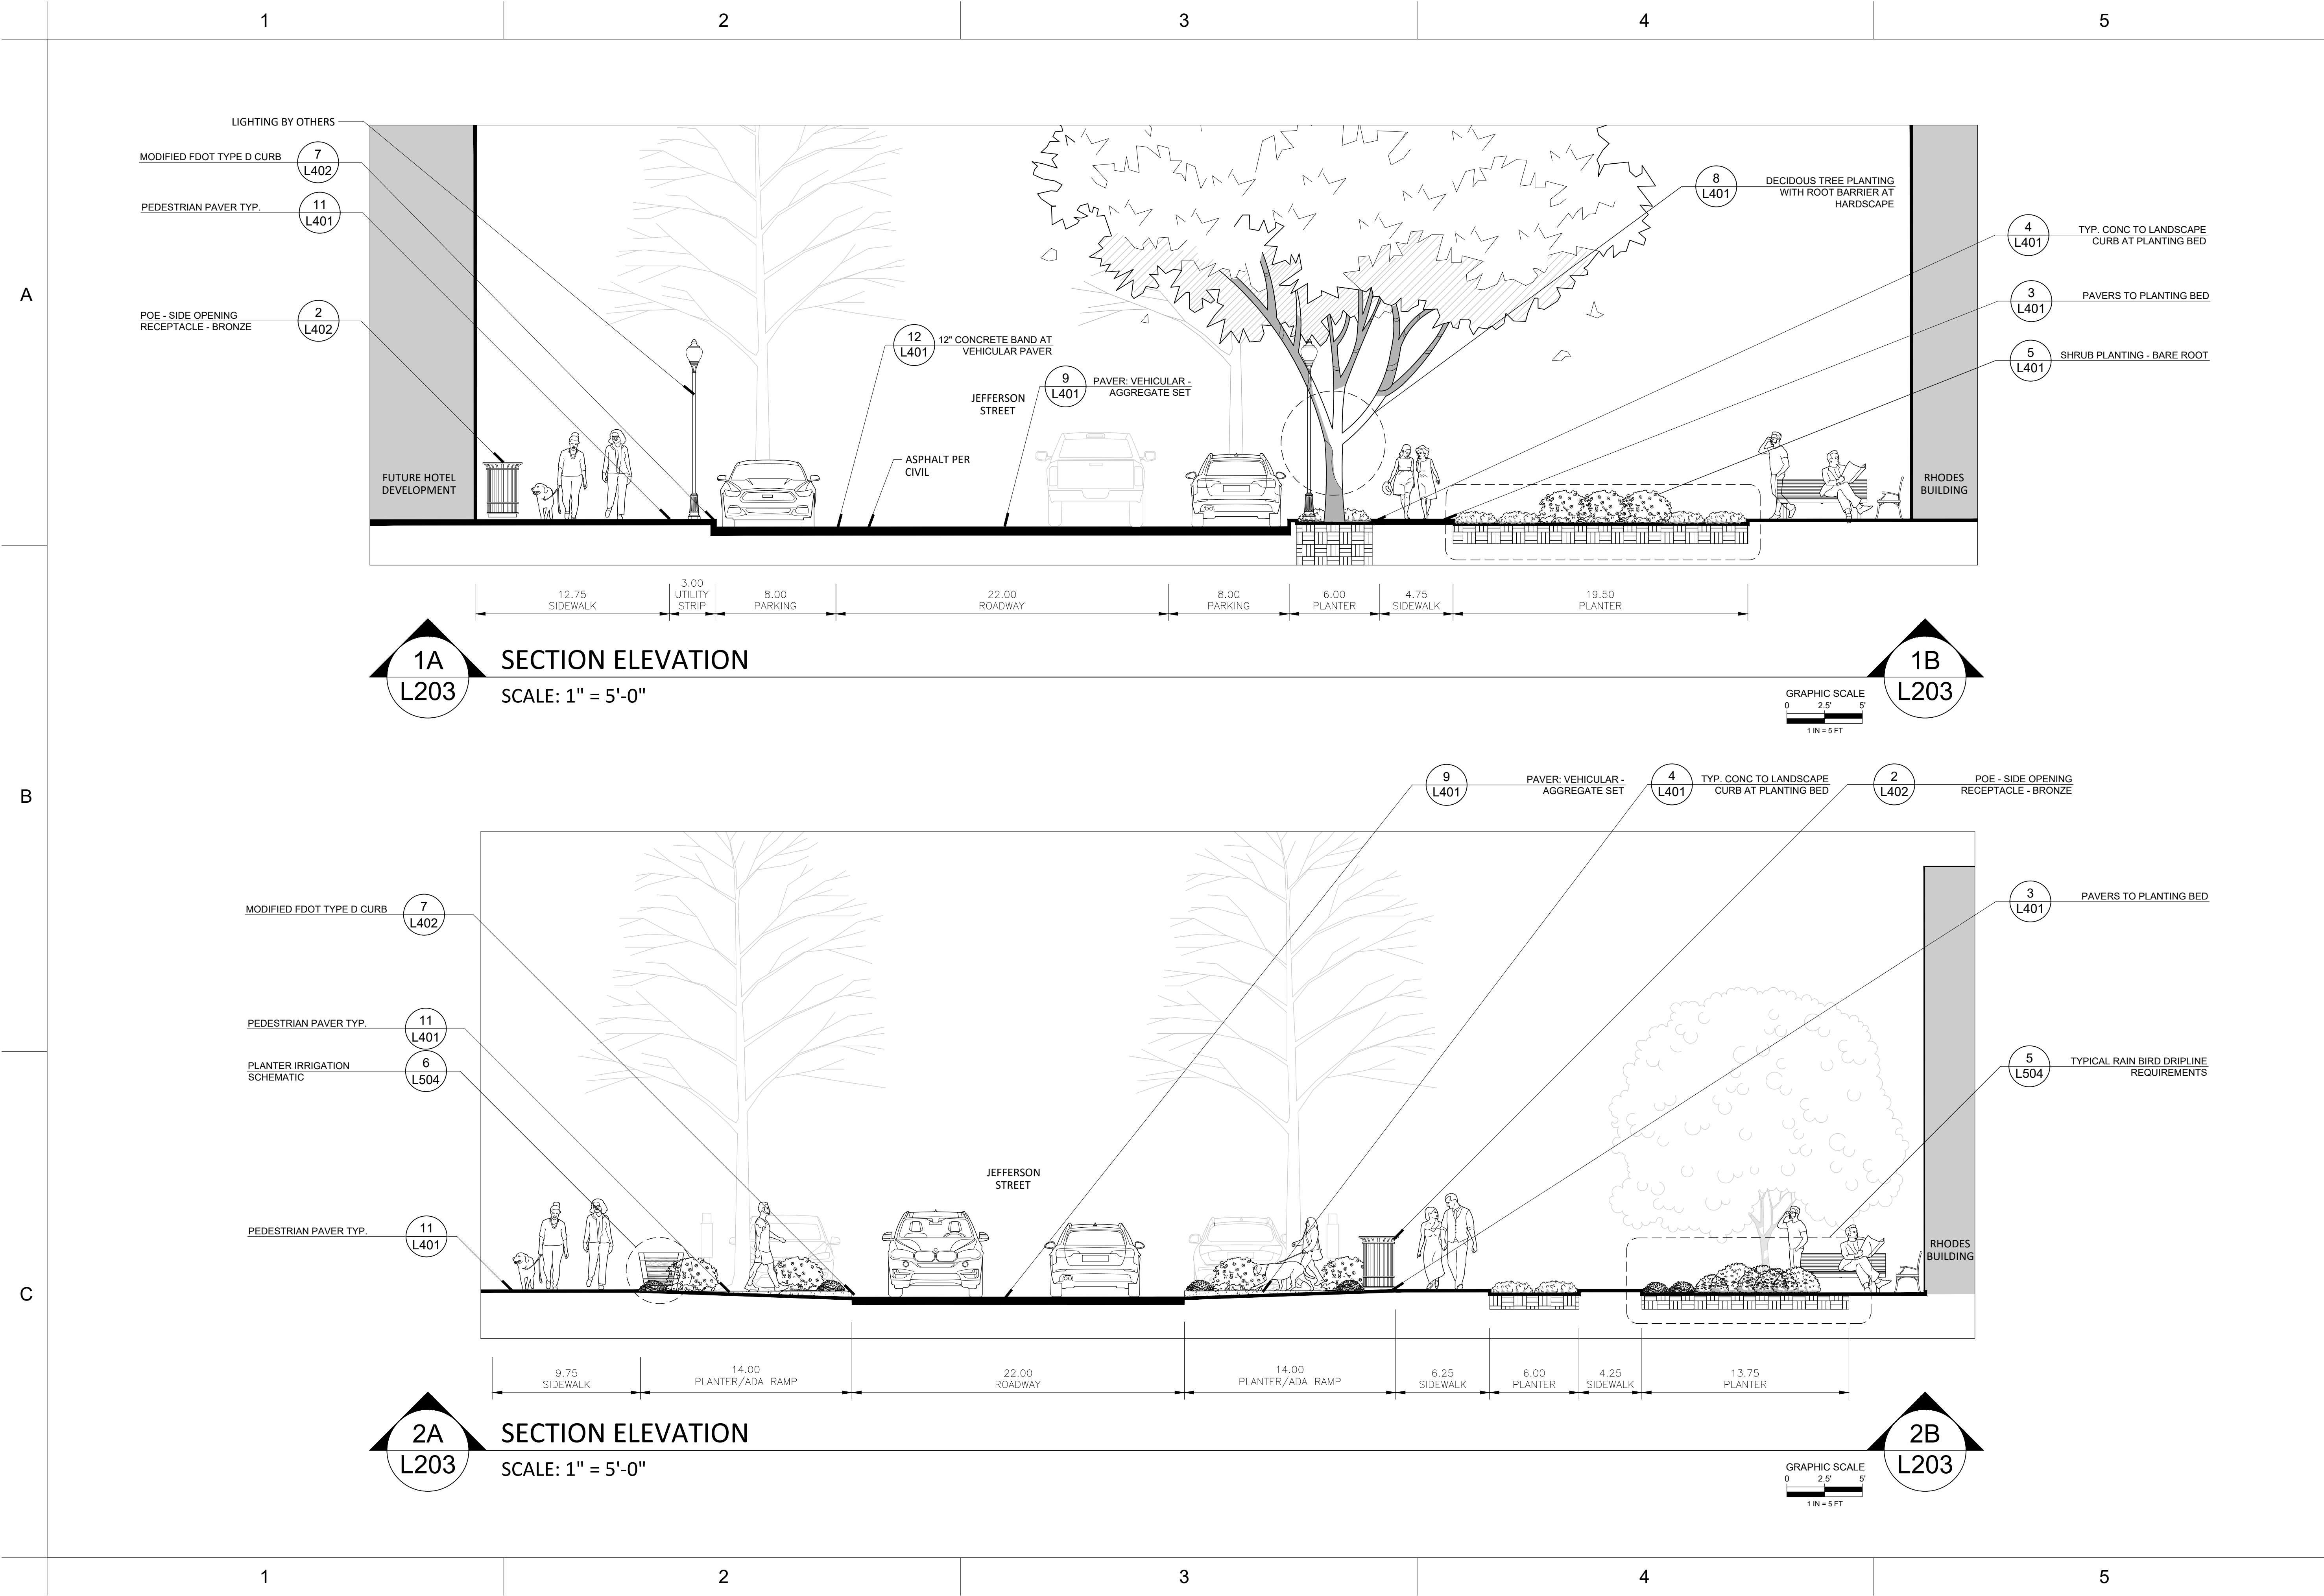 1 2 3 4 5
A
LIGHTING BY OTHERS
MODIFIED FDOT TYPE D CURB
7
L402
PEDESTRIAN PAVER TYP.
11
L401
POE - SIDE OPENING
RECEPTACLE - BRONZE
2
L402
FUTURE HOTEL
DEVELOPMENT
12
L401
12" CONCRETE BAND AT
VEHICULAR PAVER
9
L401
PAVER: VEHICULAR -
AGGREGATE SET
JEFFERSON
STREET
ASPHALT PER
CIVIL
8
L401
DECIDOUS TREE PLANTING
WITH ROOT BARRIER AT
HARDSCAPE
4
L401
TYP. CONC TO LANDSCAPE
CURB AT PLANTING BED
3
L401
PAVERS TO PLANTING BED
5
L401
SHRUB PLANTING - BARE ROOT
RHODES
BUILDING
12.75
SIDEWALK
3.00
UTILITY
STRIP
8.00
PARKING
22.00
ROADWAY
8.00
PARKING
6.00
PLANTER
4.75
SIDEWALK
19.50
PLANTER
1A
L203
SECTION ELEVATION
SCALE: 1" = 5'-0"
1B
L203
GRAPHIC SCALE
0 2.5' 5'
1 IN = 5 FT
B
9
L401
PAVER: VEHICULAR -
AGGREGATE SET
4
L401
TYP. CONC TO LANDSCAPE
CURB AT PLANTING BED
2
L402
POE - SIDE OPENING
RECEPTACLE - BRONZE
MODIFIED FDOT TYPE D CURB
7
L402
3
L401
PAVERS TO PLANTING BED
PEDESTRIAN PAVER TYP.
11
L401
PLANTER IRRIGATION
SCHEMATIC
6
L504
5
L504
TYPICAL RAIN BIRD DRIPLINE
REQUIREMENTS
JEFFERSON
STREET
PEDESTRIAN PAVER TYP.
11
L401
RHODES
BUILDING
C
9.75
SIDEWALK
14.00
PLANTER/ADA RAMP
22.00
ROADWAY
14.00
PLANTER/ADA RAMP
6.25
SIDEWALK
6.00
PLANTER
4.25
SIDEWALK
13.75
PLANTER
2A
L203
SECTION ELEVATION
SCALE: 1" = 5'-0"
2B
L203
GRAPHIC SCALE
0 2.5' 5'
1 IN = 5 FT
1 2 3 4 5